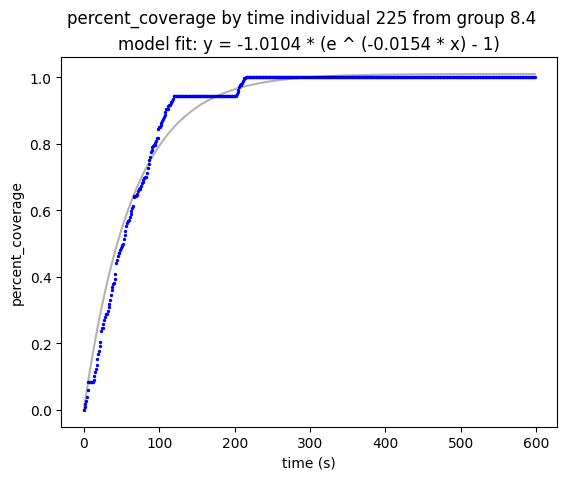 percent_coverage by time individual 225 from group 8.4
model fit: y = -1.0104 * (e ^ (-0.0154 * x) - 1)
1.0
0.8
0.6
0.4
0.2
0.0
percent_coverage
0 100 200 300 400 500 600
time (s)